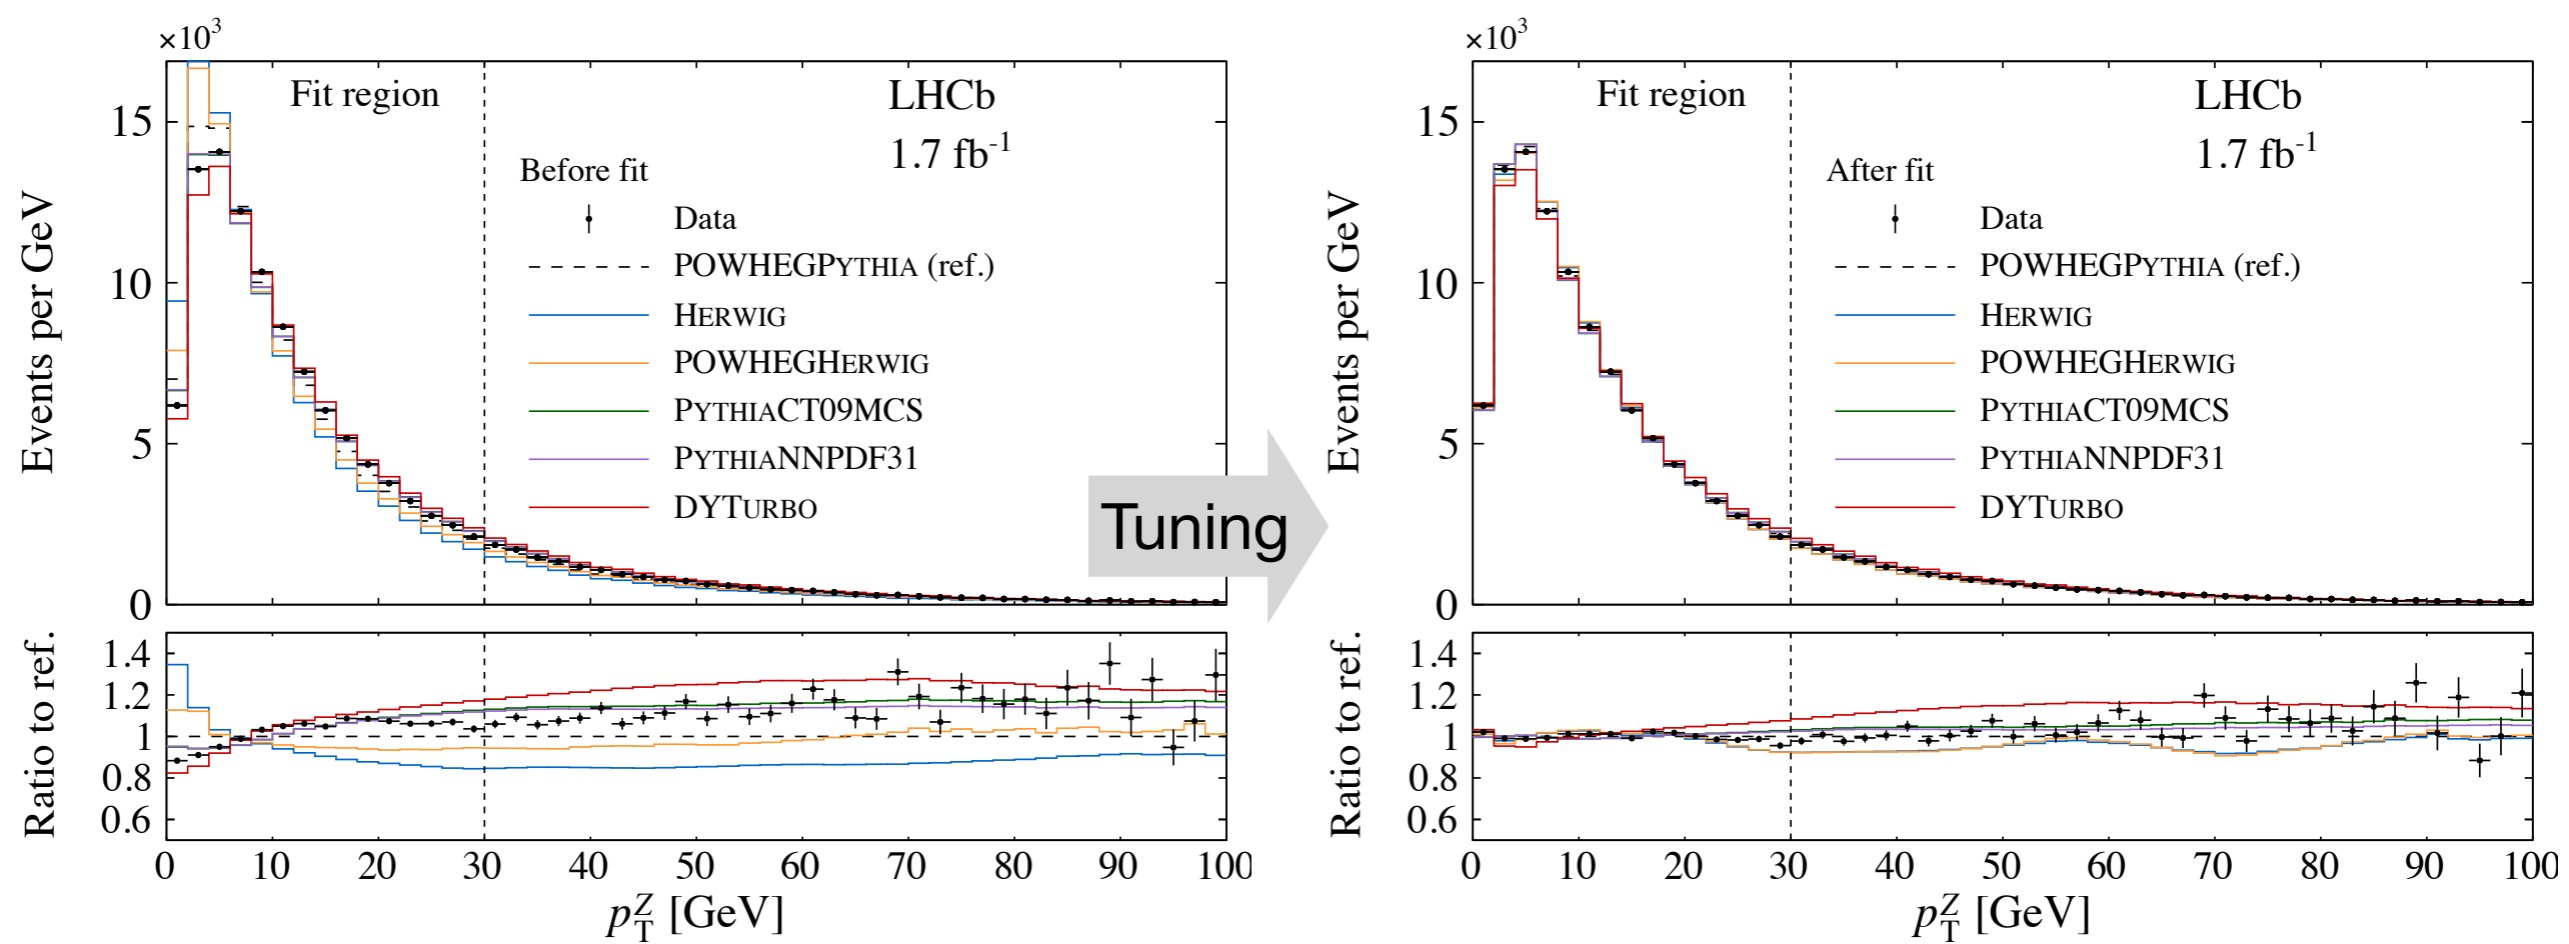 ×10³
Fit region
LHCb
1.7 fb⁻¹
Before fit
Data
POWHEGPYTHIA (ref.)
HERWIG
POWHEGHERWIG
PYTHIACT09MCS
PYTHIANNPDF31
DYTURBO
Events per GeV
15
10
5
0
Ratio to ref.
1.4
1.2
1
0.8
0.6
0 10 20 30 40 50 60 70 80 90 100
p_T^Z [GeV]
Tuning
×10³
Fit region
LHCb
1.7 fb⁻¹
After fit
Data
POWHEGPYTHIA (ref.)
HERWIG
POWHEGHERWIG
PYTHIACT09MCS
PYTHIANNPDF31
DYTURBO
Events per GeV
15
10
5
0
Ratio to ref.
1.4
1.2
1
0.8
0.6
0 10 20 30 40 50 60 70 80 90 100
p_T^Z [GeV]